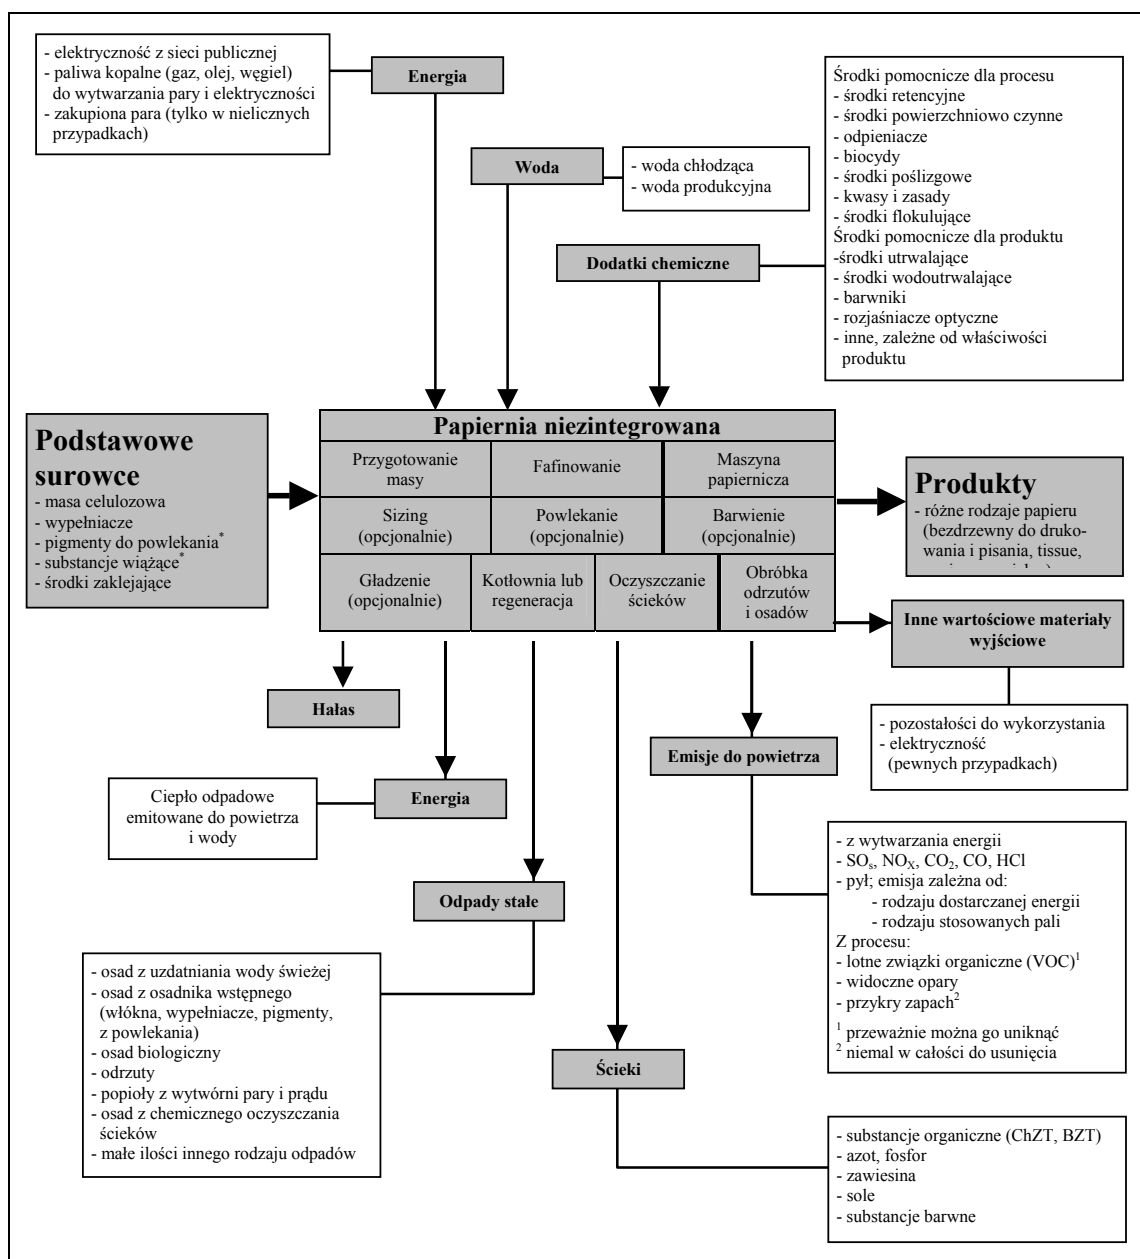 - elektryczność z sieci publicznej
- paliwa kopalne (gaz, olej, węgiel)
do wytwarzania pary i elektryczności
- zakupiona para (tylko w nielicznych
przypadkach)
Energia
Woda
- woda chłodząca
- woda produkcyjna
Dodatki chemiczne
Środki pomocnicze dla procesu
- środki retencyjne
- środki powierzchniowo czynne
- odpieniacze
- biocydy
- środki poślizgowe
- kwasy i zasady
- środki flokulujące
Środki pomocnicze dla produktu
-środki utrwalające
- środki wodoutrwalające
- barwniki
- rozjaśniacze optyczne
- inne, zależne od właściwości
produktu
Podstawowe
surowce
- masa celulozowa
- wypełniacze
- pigmenty do powlekania*
- substancje wiążące*
- środki zaklejające
Papiernia niezintegrowana
Przygotowanie
masy
Fafinowanie
Maszyna
papiernicza
Sizing
(opcjonalnie)
Powlekanie
(opcjonalnie)
Barwienie
(opcjonalnie)
Gładzenie
(opcjonalnie)
Kotłownia lub
regeneracja
Oczyszczanie
ścieków
Obróbka
odrzutów
i osadów
Produkty
- różne rodzaje papieru
(bezdrzewny do druko-
wania i pisania, tissue,
Inne wartościowe materiały
wyjściowe
- pozostałości do wykorzystania
- elektryczność
(pewnych przypadkach)
Hałas
Energia
Ciepło odpadowe
emitowane do powietrza
i wody
Emisje do powietrza
- z wytwarzania energii
- SOs, NOX, CO2, CO, HCl
- pył; emisja zależna od:
- rodzaju dostarczanej energii
- rodzaju stosowanych pali
Z procesu:
- lotne związki organiczne (VOC)1
- widoczne opary
- przykry zapach2
1 przeważnie można go uniknąć
2 niemal w całości do usunięcia
Odpady stałe
- osad z uzdatniania wody świeżej
- osad z osadnika wstępnego
(włókna, wypełniacze, pigmenty,
z powlekania)
- osad biologiczny
- odrzuty
- popioły z wytwórni pary i prądu
- osad z chemicznego oczyszczania
ścieków
- małe ilości innego rodzaju odpadów
Ścieki
- substancje organiczne (ChZT, BZT)
- azot, fosfor
- zawiesina
- sole
- substancje barwne